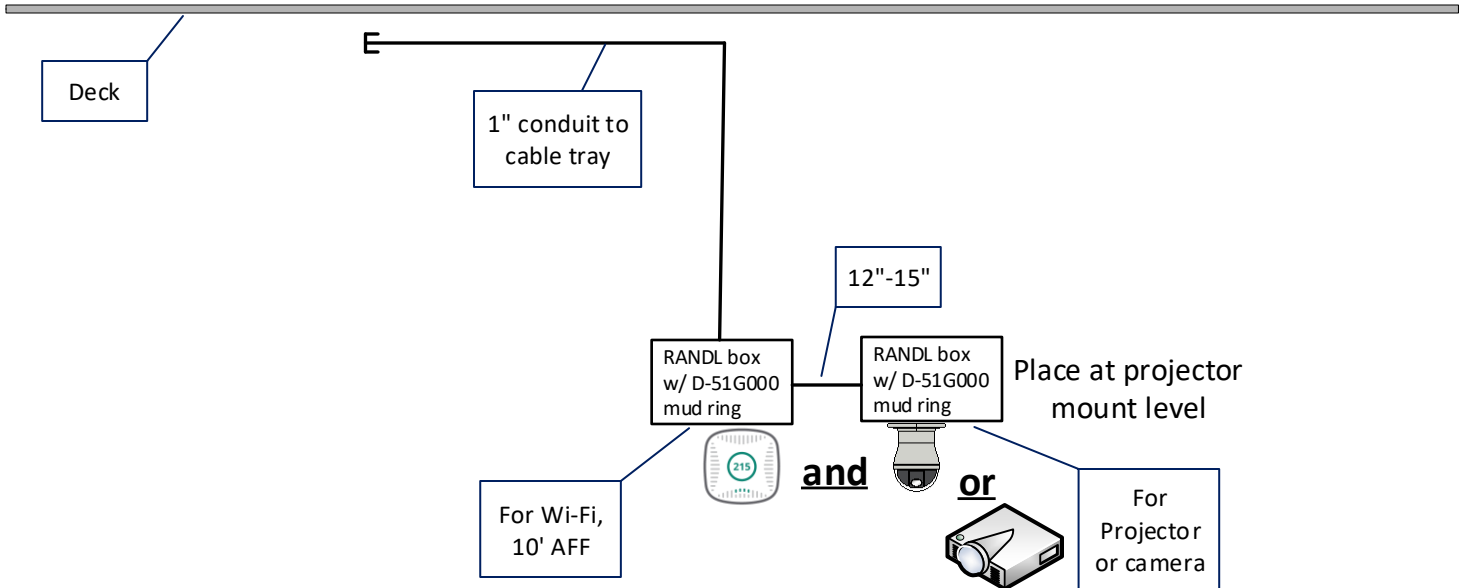 Deck
1" conduit to
cable tray
12"-15"
RANDL box
w/ D-51G000
mud ring
RANDL box
w/ D-51G000
mud ring
Place at projector
mount level
215
and
or
For Wi-Fi,
10' AFF
For
Projector
or camera